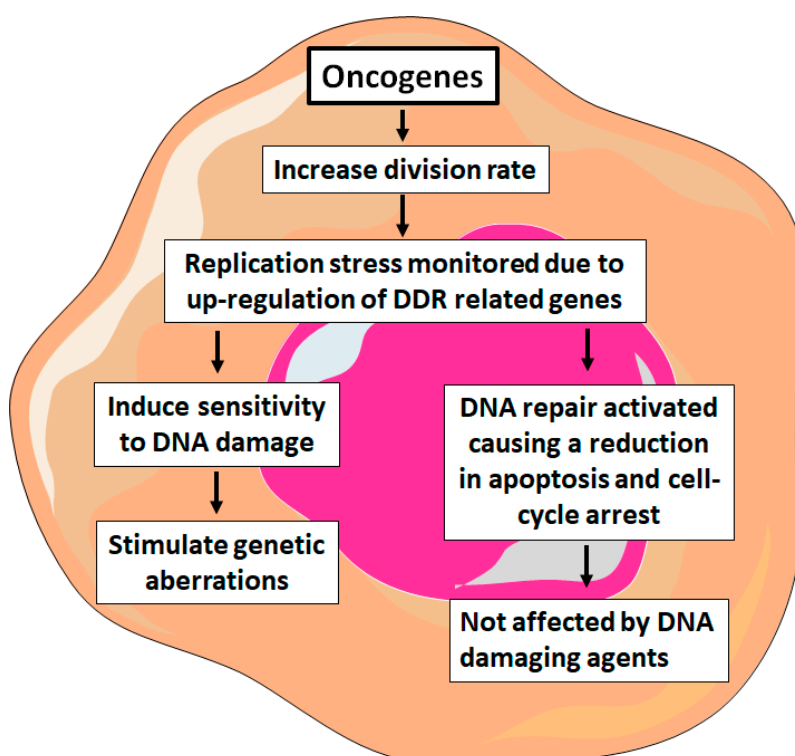 Oncogenes
Increase division rate
Replication stress monitored due to
up-regulation of DDR related genes
Induce sensitivity
to DNA damage
Stimulate genetic
aberrations
DNA repair activated
causing a reduction
in apoptosis and cell-
cycle arrest
Not affected by DNA
damaging agents